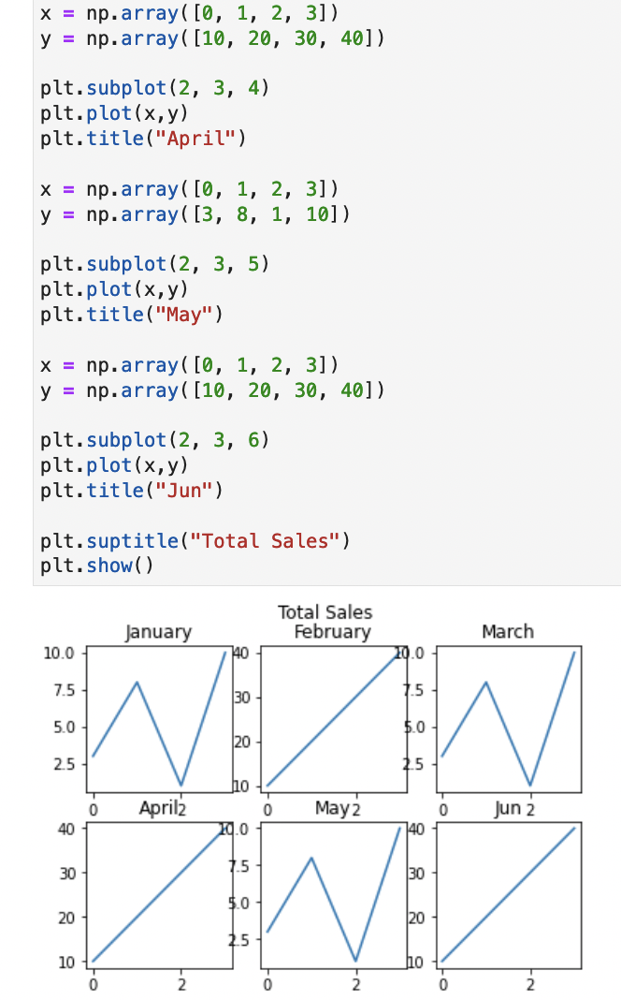 x = np.array([0, 1, 2, 3])
y = np.array([10, 20, 30, 40])
plt.subplot(2, 3, 4)
plt.plot(x,y)
plt.title("April")
x = np.array([0, 1, 2, 3])
y = np.array([3, 8, 1, 10])
plt.subplot(2, 3, 5)
plt.plot(x,y)
plt.title("May")
x = np.array([0, 1, 2, 3])
y = np.array([10, 20, 30, 40])
plt.subplot(2, 3, 6)
plt.plot(x,y)
plt.title("Jun")
plt.suptitle("Total Sales")
plt.show()
Total Sales
January February March
10.0 40 10.0
7.5 30 7.5
5.0 20 5.0
2.5 10 2.5
0 2 0 2 0 2
April May Jun
40 10.0 40
30 7.5 30
20 5.0 20
10 2.5 10
0 2 0 2 0 2